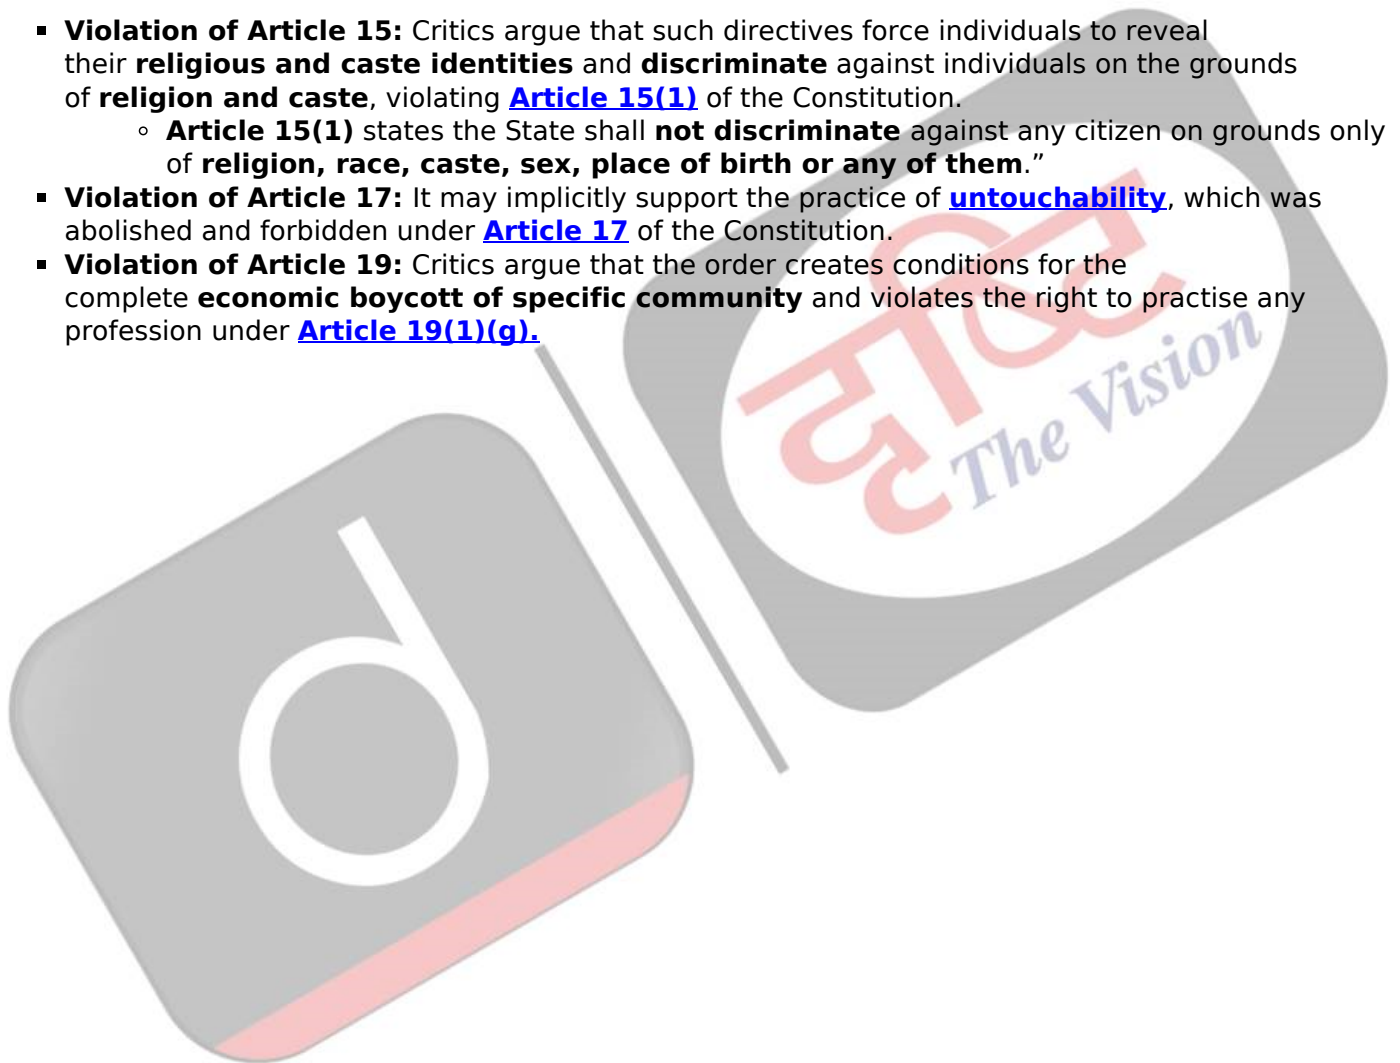 ▪ Violation of Article 15: Critics argue that such directives force individuals to reveal
their religious and caste identities and discriminate against individuals on the grounds
of religion and caste, violating Article 15(1) of the Constitution.
◦ Article 15(1) states the State shall not discriminate against any citizen on grounds only
of religion, race, caste, sex, place of birth or any of them.”
▪ Violation of Article 17: It may implicitly support the practice of untouchability, which was
abolished and forbidden under Article 17 of the Constitution.
▪ Violation of Article 19: Critics argue that the order creates conditions for the
complete economic boycott of specific community and violates the right to practise any
profession under Article 19(1)(g).
दृष्टि
The Vision
d